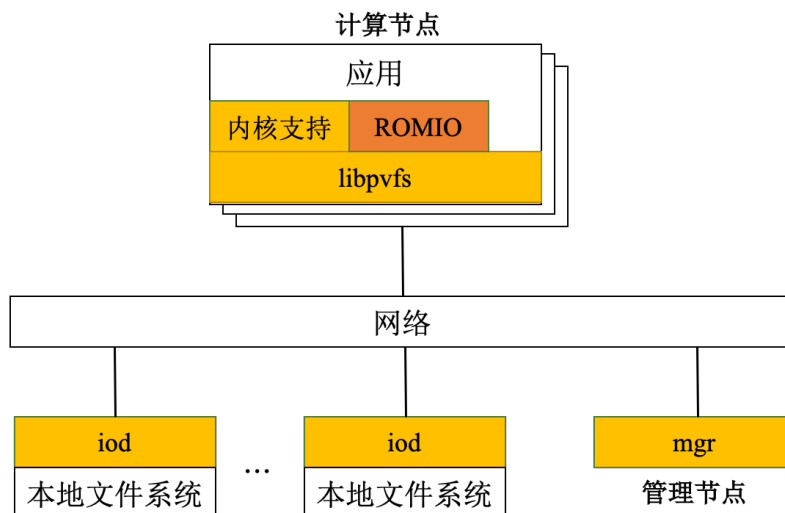 计算节点
应用
内核支持 ROMIO
libpvfs
网络
iod ... iod mgr
本地文件系统 本地文件系统 管理节点